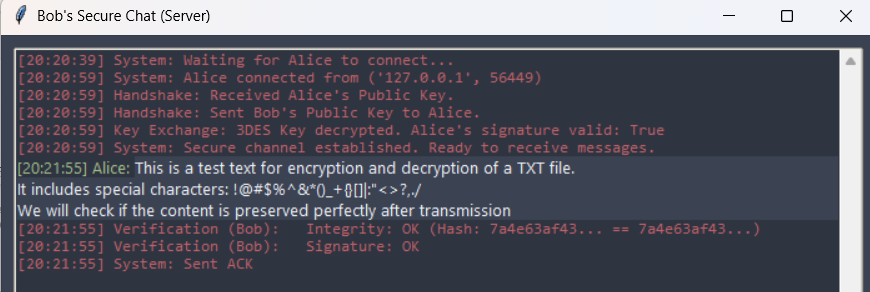 Bob's Secure Chat (Server)
[20:20:39] System: Waiting for Alice to connect...
[20:20:59] System: Alice connected from ('127.0.0.1', 56449)
[20:20:59] Handshake: Received Alice's Public Key.
[20:20:59] Handshake: Sent Bob's Public Key to Alice.
[20:20:59] Key Exchange: 3DES Key decrypted. Alice's signature valid: True
[20:20:59] System: Secure channel established. Ready to receive messages.
[20:21:55] Alice: This is a test text for encryption and decryption of a TXT file.
It includes special characters: !@#$%^&*()_+{}[]|:"<>?,./
We will check if the content is preserved perfectly after transmission
[20:21:55] Verification (Bob):   Integrity: OK (Hash: 7a4e63af43... == 7a4e63af43...)
[20:21:55] Verification (Bob):   Signature: OK
[20:21:55] System: Sent ACK